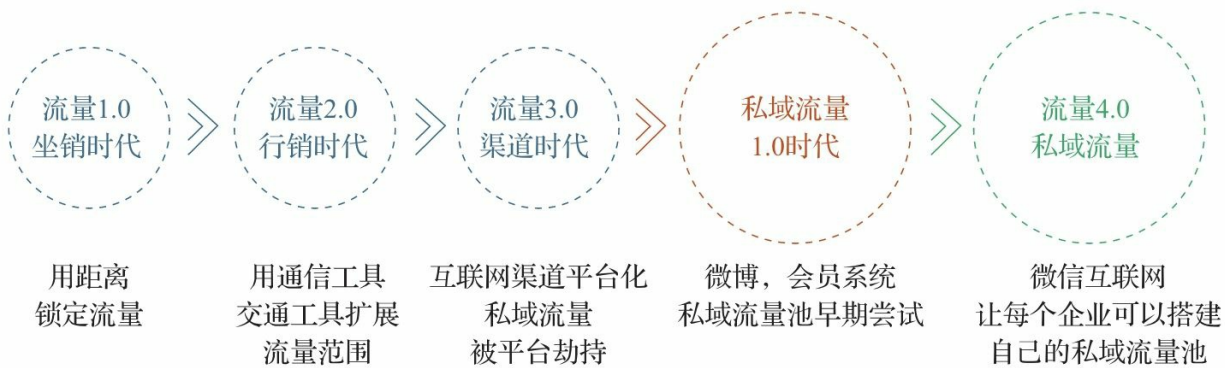 流量1.0
坐销时代
流量2.0
行销时代
流量3.0
渠道时代
私域流量
1.0时代
流量4.0
私域流量
用距离
锁定流量
用通信工具
交通工具扩展
流量范围
互联网渠道平台化
私域流量
被平台劫持
微博，会员系统
私域流量池早期尝试
微信互联网
让每个企业可以搭建
自己的私域流量池